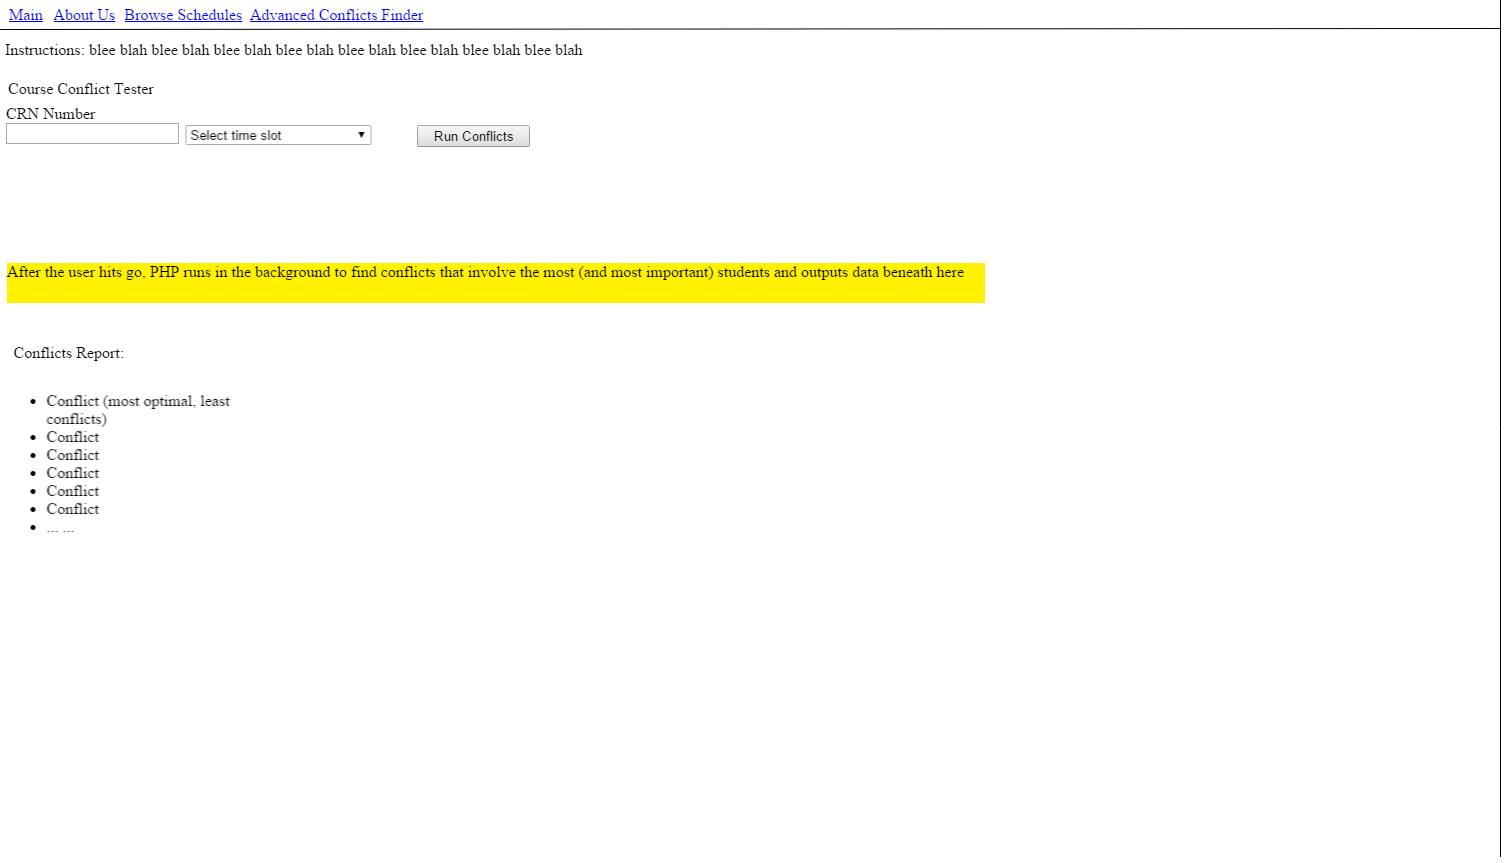 Main About Us Browse Schedules Advanced Conflicts Finder
Instructions: blee blah blee blah blee blah blee blah blee blah blee blah blee blah blee blah
Course Conflict Tester
CRN Number
Select time slot Run Conflicts
After the user hits go, PHP runs in the background to find conflicts that involve the most (and most important) students and outputs data beneath here
Conflicts Report:
• Conflict (most optimal, least
conflicts)
• Conflict
• Conflict
• Conflict
• Conflict
• Conflict
• ... ...